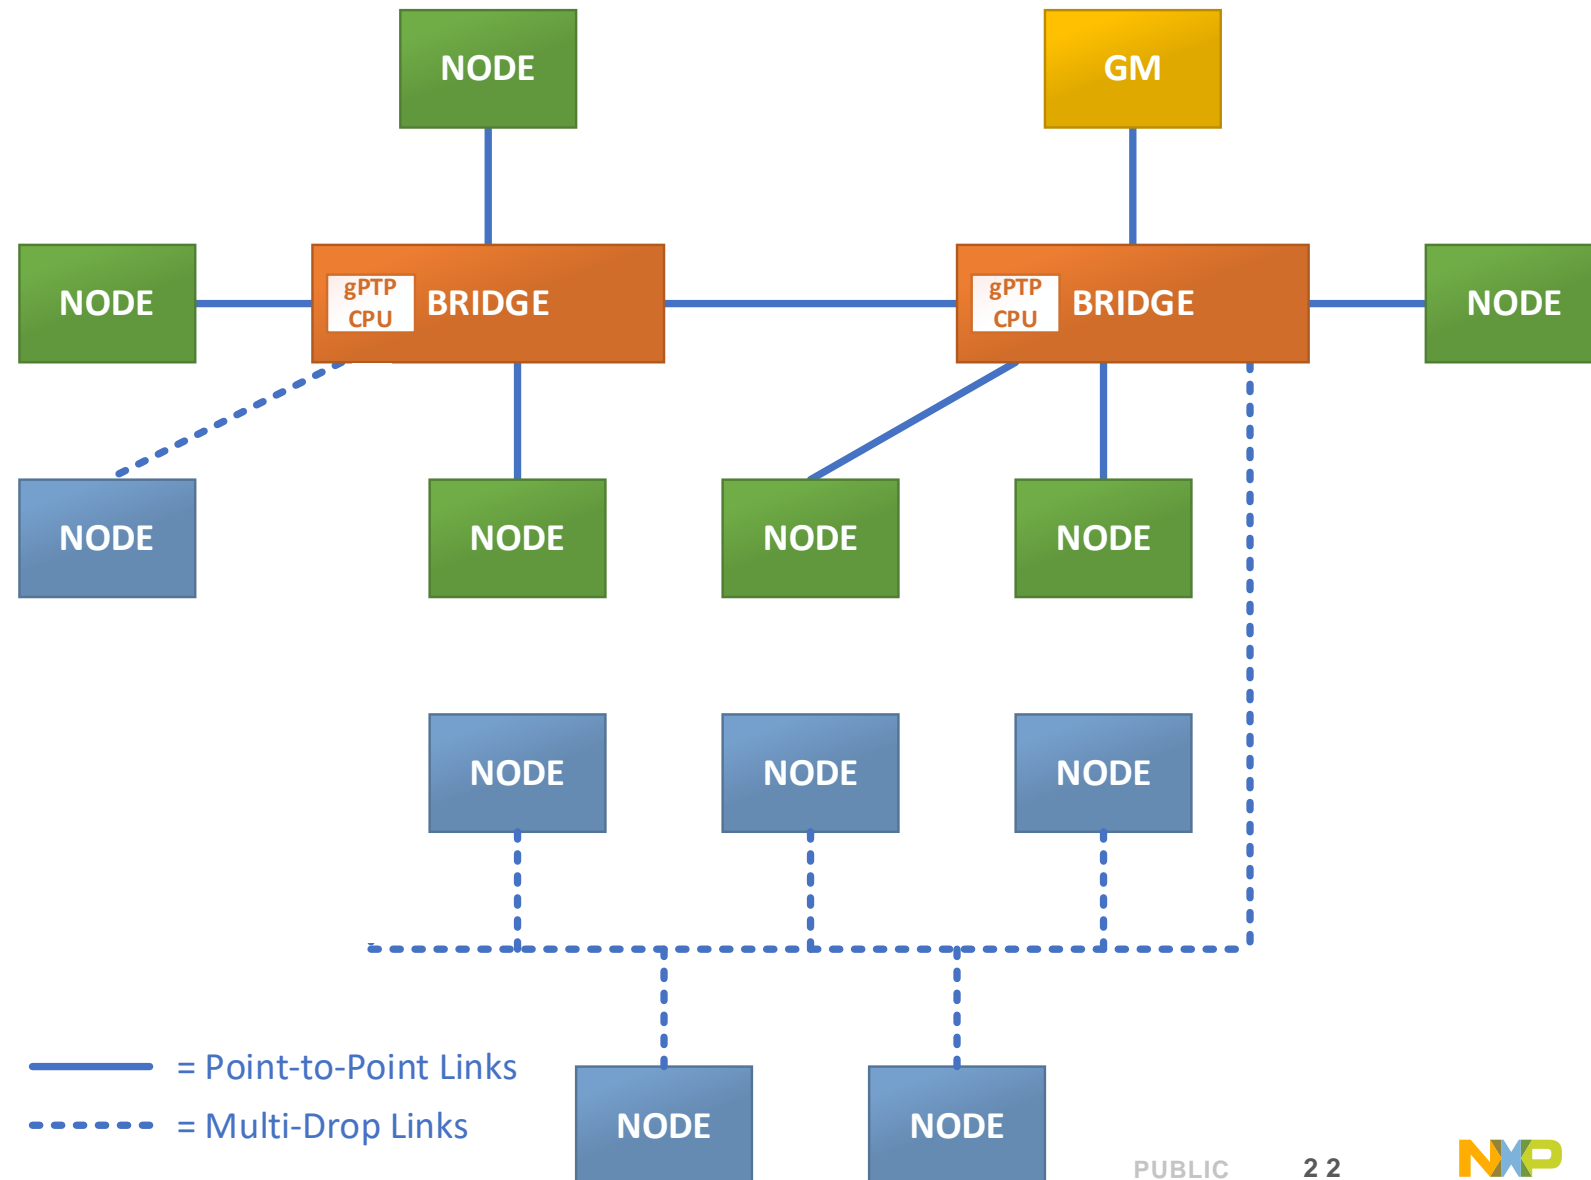 NODE
GM
NODE
gPTP
CPU
BRIDGE
gPTP
CPU
BRIDGE
NODE
NODE
NODE
NODE
NODE
NODE
NODE
NODE
= Point-to-Point Links
= Multi-Drop Links
NODE
NODE
PUBLIC
22
NXP